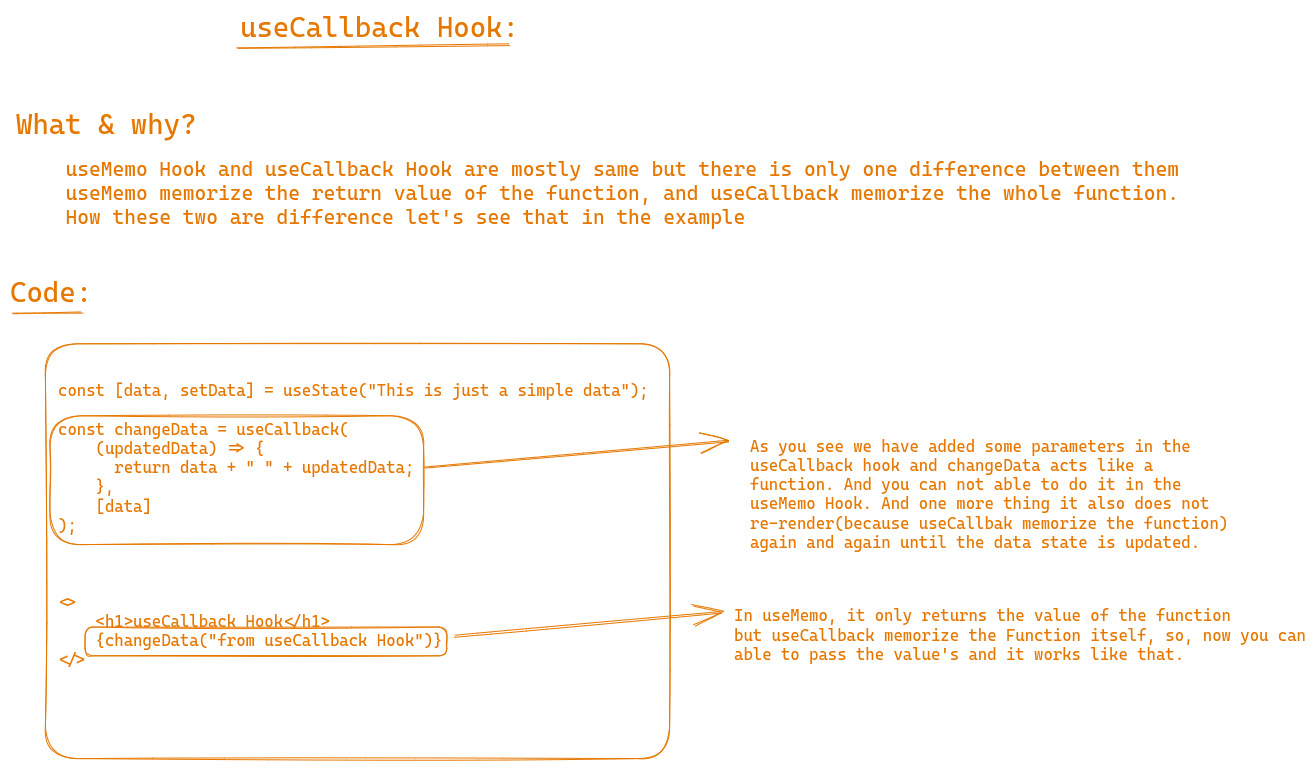 useCallback Hook:
What & why?
useMemo Hook and useCallback Hook are mostly same but there is only one difference between them
useMemo memorize the return value of the function, and useCallback memorize the whole function.
How these two are difference let's see that in the example
Code:
const [data, setData] = useState("This is just a simple data");
const changeData = useCallback(
(updatedData) => {
return data + " " + updatedData;
},
[data]
);
As you see we have added some parameters in the
useCallback hook and changeData acts like a
function. And you can not able to do it in the
useMemo Hook. And one more thing it also does not
re-render(because useCallbak memorize the function)
again and again until the data state is updated.
<>
<h1>useCallback Hook</h1>
{changeData("from useCallback Hook")}
</>
In useMemo, it only returns the value of the function
but useCallback memorize the Function itself, so, now you can
able to pass the value's and it works like that.